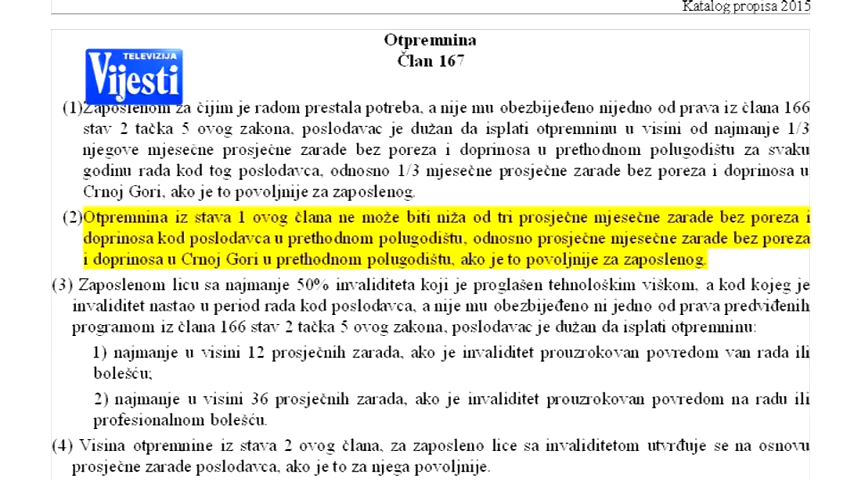 Katalog propisa 2015
Otpremnina
Član 167
TELEVIZIJA
Vijesti
(1)Zaposlenom za čijim je radom prestala potreba, a nije mu obezbijeđeno nijedno od prava iz člana 166
stav 2 tačka 5 ovog zakona, poslodavac je dužan da isplati otpremninu u visini od najmanje 1/3
njegove mjesečne prosječne zarade bez poreza i doprinosa u prethodnom polugodištu za svaku
godinu rada kod tog poslodavca, odnosno 1/3 mjesečne prosječne zarade bez poreza i doprinosa u
Crnoj Gori, ako je to povoljnije za zaposlenog.
(2)Otpremnina iz stava 1 ovog člana ne može biti niža od tri prosječne mjesečne zarade bez poreza i
doprinosa kod poslodavca u prethodnom polugodištu, odnosno prosječne mjesečne zarade bez poreza
i doprinosa u Crnoj Gori u prethodnom polugodištu, ako je to povoljnije za zaposlenog.
(3) Zaposlenom licu sa najmanje 50% invaliditeta koji je proglašen tehnološkim viškom, a kod kojeg je
invaliditet nastao u period rada kod poslodavca, a nije mu obezbijeđeno ni jedno od prava predviđenih
programom iz člana 166 stav 2 tačka 5 ovog zakona, poslodavac je dužan da isplati otpremninu:
1) najmanje u visini 12 prosječnih zarada, ako je invaliditet prouzrokovan povredom van rada ili
bolešću;
2) najmanje u visini 36 prosječnih zarada, ako je invaliditet prouzrokovan povredom na radu ili
profesionalnom bolešću.
(4) Visina otpremnine iz stava 2 ovog člana, za zaposleno lice sa invaliditetom utvrđuje se na osnovu
prosječne zarade poslodavca, ako je to za njega povoljnije.